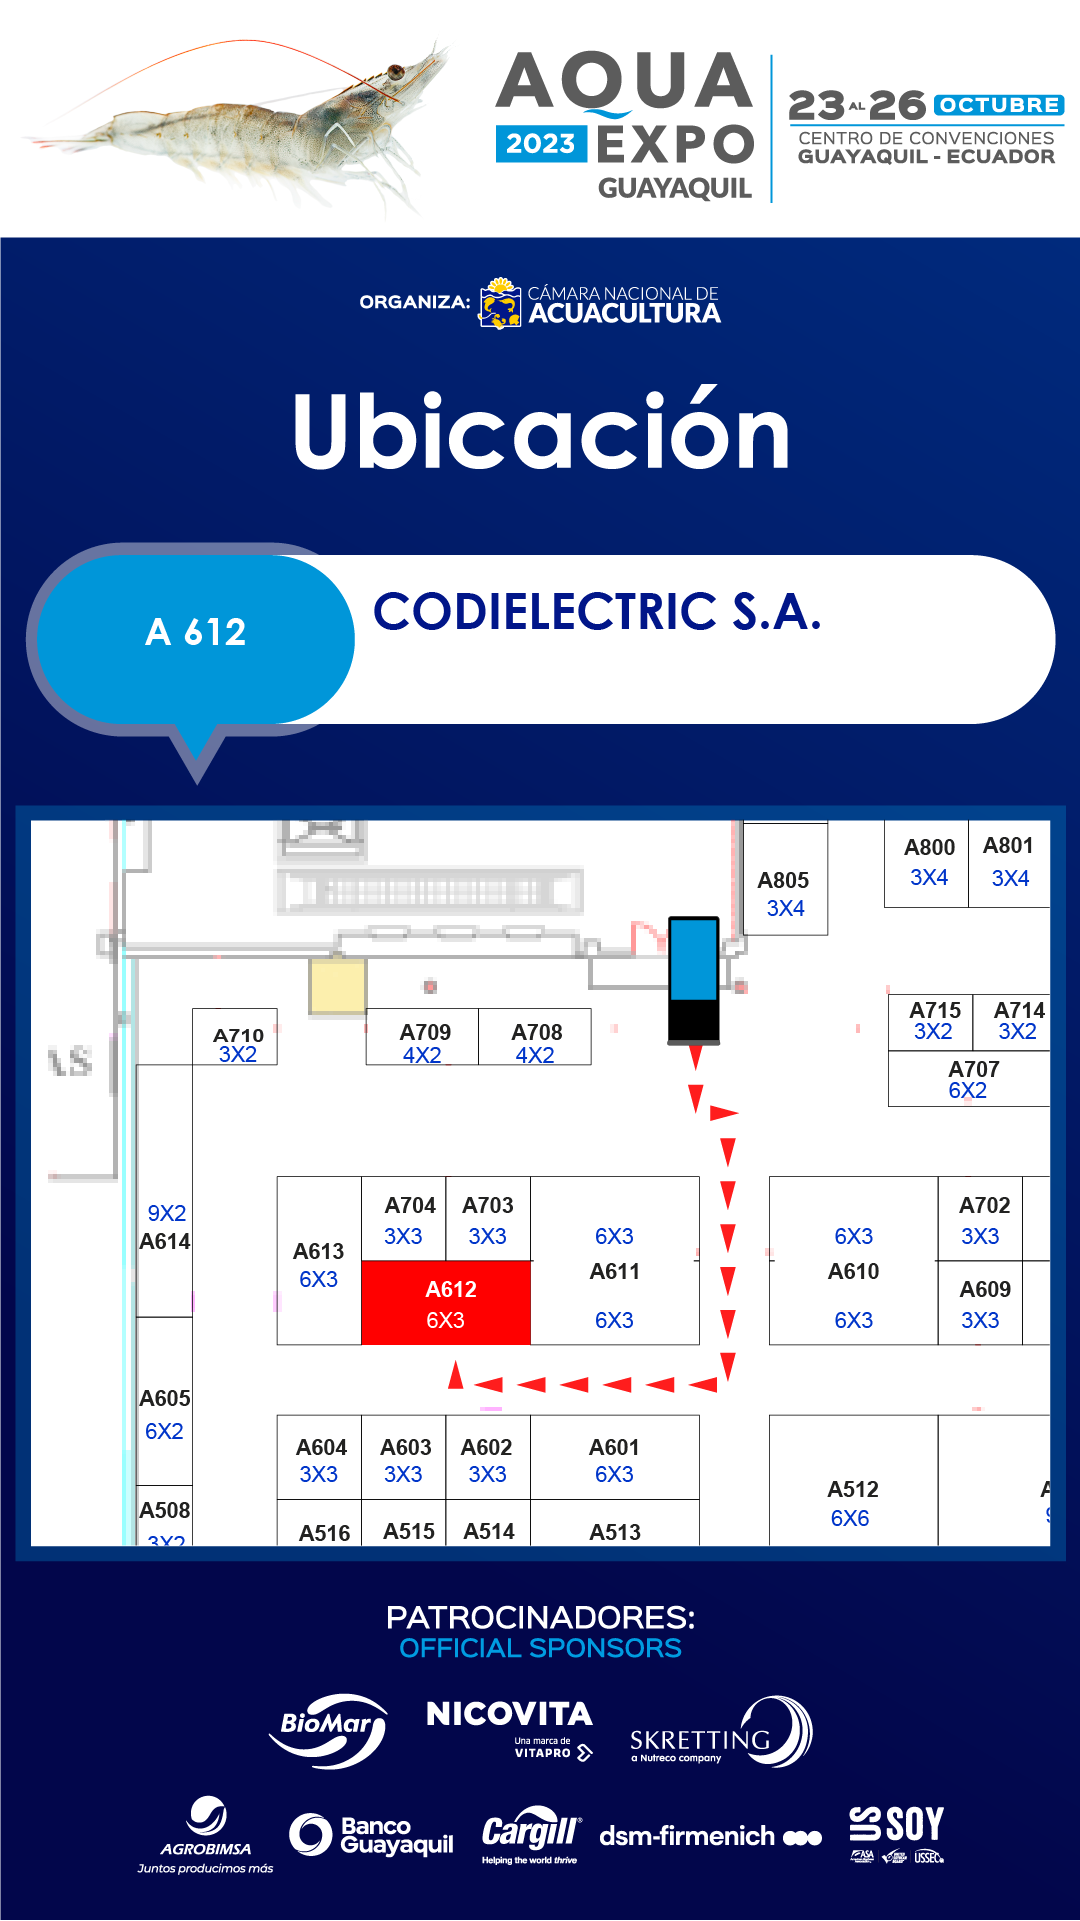 AQUA
2023 EXPO
GUAYAQUIL
23 AL 26 OCTUBRE
CENTRO DE CONVENCIONES
GUAYAQUIL - ECUADOR
ORGANIZA: CÁMARA NACIONAL DE
ACUACULTURA
Ubicación
A 612
CODIELECTRIC S.A.
A800 A801
3X4 3X4
A805
3X4
A715 A714
3X2 3X2
A707
6X2
A710
3X2
A709 A708
4X2 4X2
AS
9X2
A614
A704 A703
3X3 3X3
A613
6X3
6X3
A611
6X3
A612
6X3
6X3
A610
6X3
A702
3X3
A609
3X3
A605
6X2
A604 A603 A602 A601
3X3 3X3 3X3 6X3
A508
3X2
A516 A515 A514 A513
A512
6X6
PATROCINADORES:
OFFICIAL SPONSORS
BioMar
NICOVITA
Una marca de
VITAPRO
SKRETTING
a Nutreco company
AGROBIMSA
Juntos producimos más
Banco
Guayaquil
Cargill®
Helping the world thrive
dsm-firmenich
US SOY
ASA
USSEC